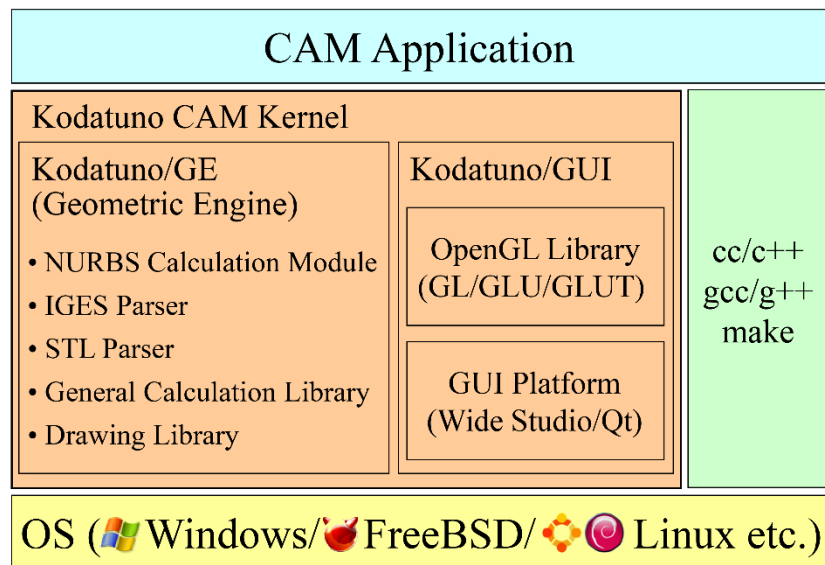 CAM Application
Kodatuno CAM Kernel
Kodatuno/GE
(Geometric Engine)
• NURBS Calculation Module
• IGES Parser
• STL Parser
• General Calculation Library
• Drawing Library
Kodatuno/GUI
OpenGL Library
(GL/GLU/GLUT)
GUI Platform
(Wide Studio/Qt)
cc/c++
gcc/g++
make
OS (Windows/FreeBSD/ Linux etc.)